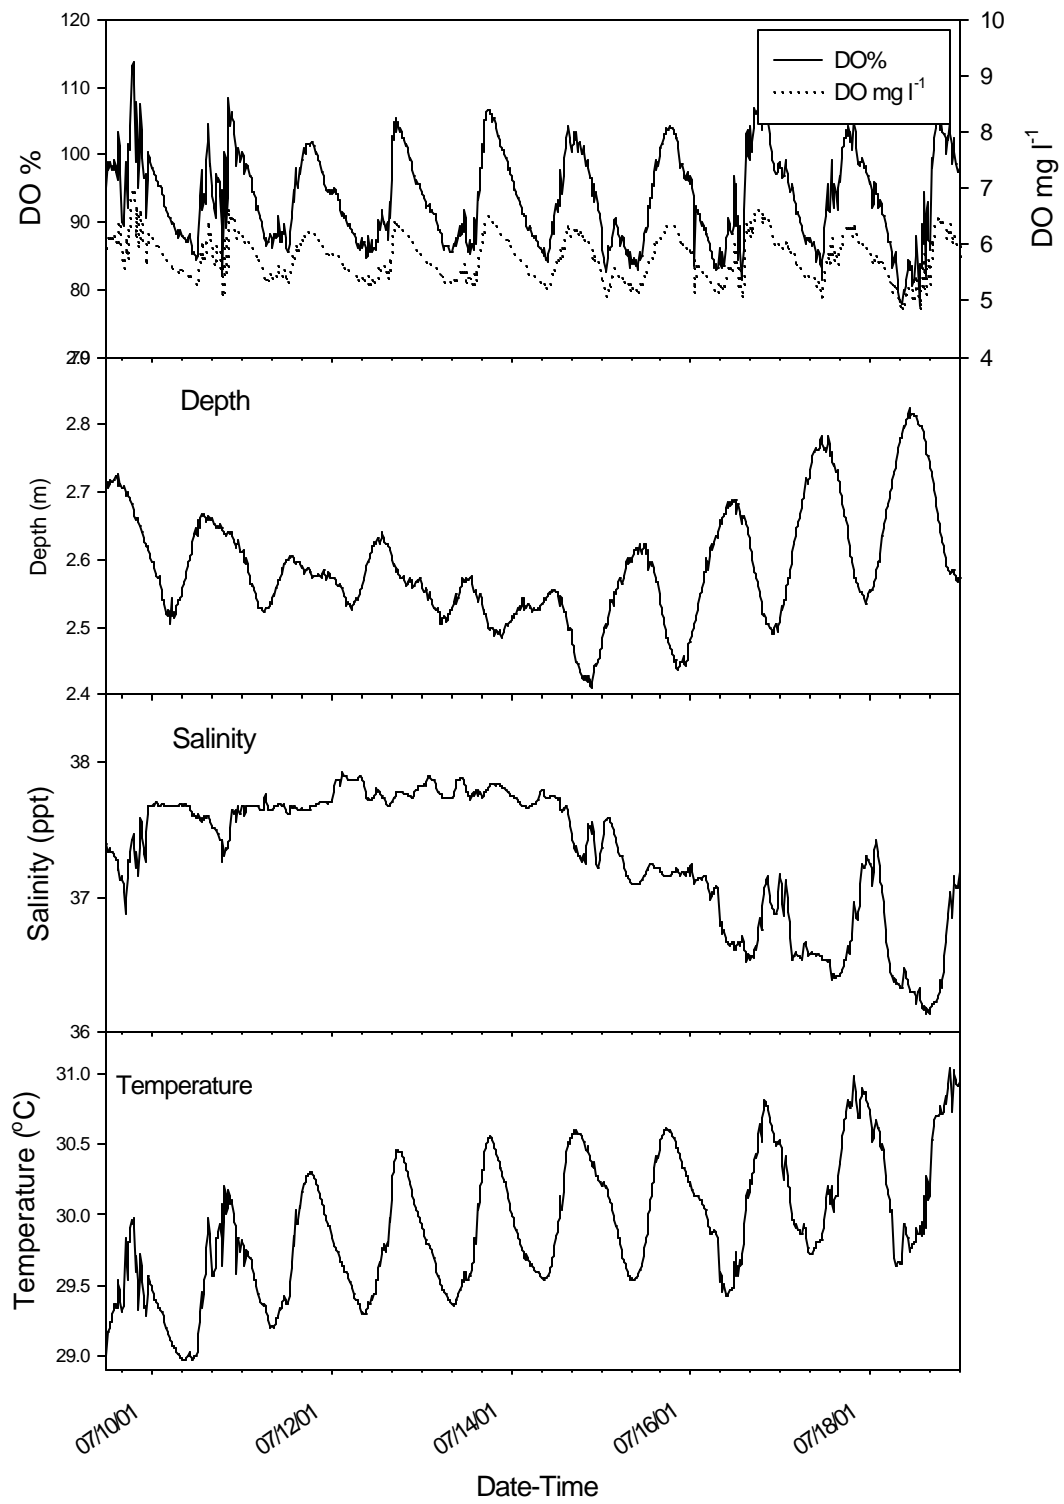 120
10
DO%
DO mg l-1
110
9
100
8
90
7
80
6
5
70
4
DO %
DO mg l-1
2.9
Depth
2.8
2.7
2.6
2.5
2.4
Depth (m)
Salinity
38
37
36
Salinity (ppt)
Temperature
31.0
30.5
30.0
29.5
29.0
Temperature (oC)
07/10/01
07/12/01
07/14/01
07/16/01
07/18/01
Date-Time